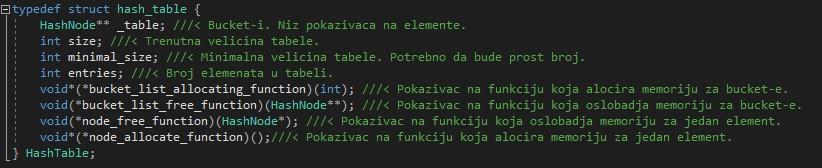 typedef struct hash_table {
HashNode** _table; ///< Bucket-i. Niz pokazivaca na elemente.
int size; ///< Trenutna velicina tabele.
int minimal_size; ///< Minimalna velicina tabele. Potrebno da bude prost broj.
int entries; ///< Broj elemenata u tabeli.
void*(*bucket_list_allocating_function)(int); ///< Pokazivac na funkciju koja alocira memoriju za bucket-e.
void(*bucket_list_free_function)(HashNode**); ///< Pokazivac na funkciju koja oslobadja memoriju za bucket-e.
void(*node_free_function)(HashNode*); ///< Pokazivac na funkciju koja oslobadja memoriju za jedan element.
void*(*node_allocate_function)();///< Pokazivac na funkciju koja alocira memoriju za jedan element.
} HashTable;